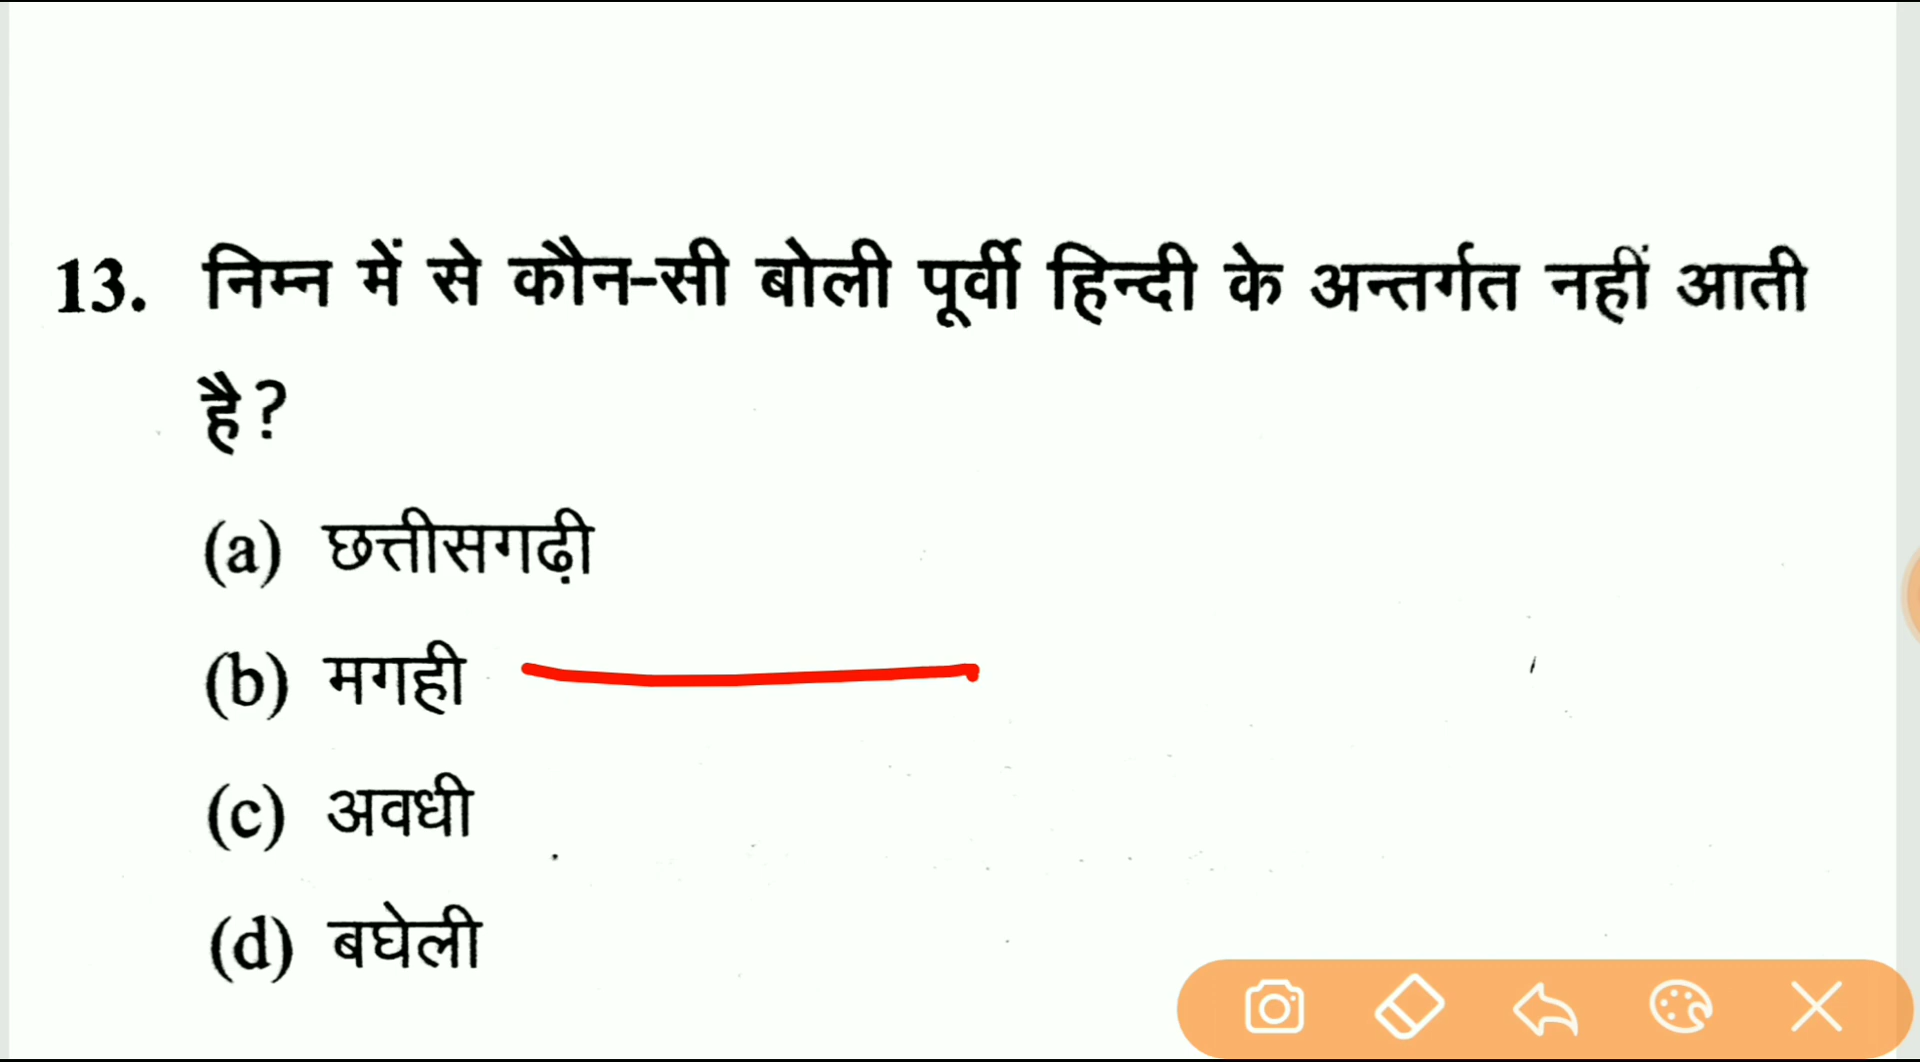 13. निम्न में से कौन-सी बोली पूर्वी हिन्दी के अन्तर्गत नहीं आती
है?
(a) छत्तीसगढ़ी
(b) मगही
(c) अवधी
(d) बघेली